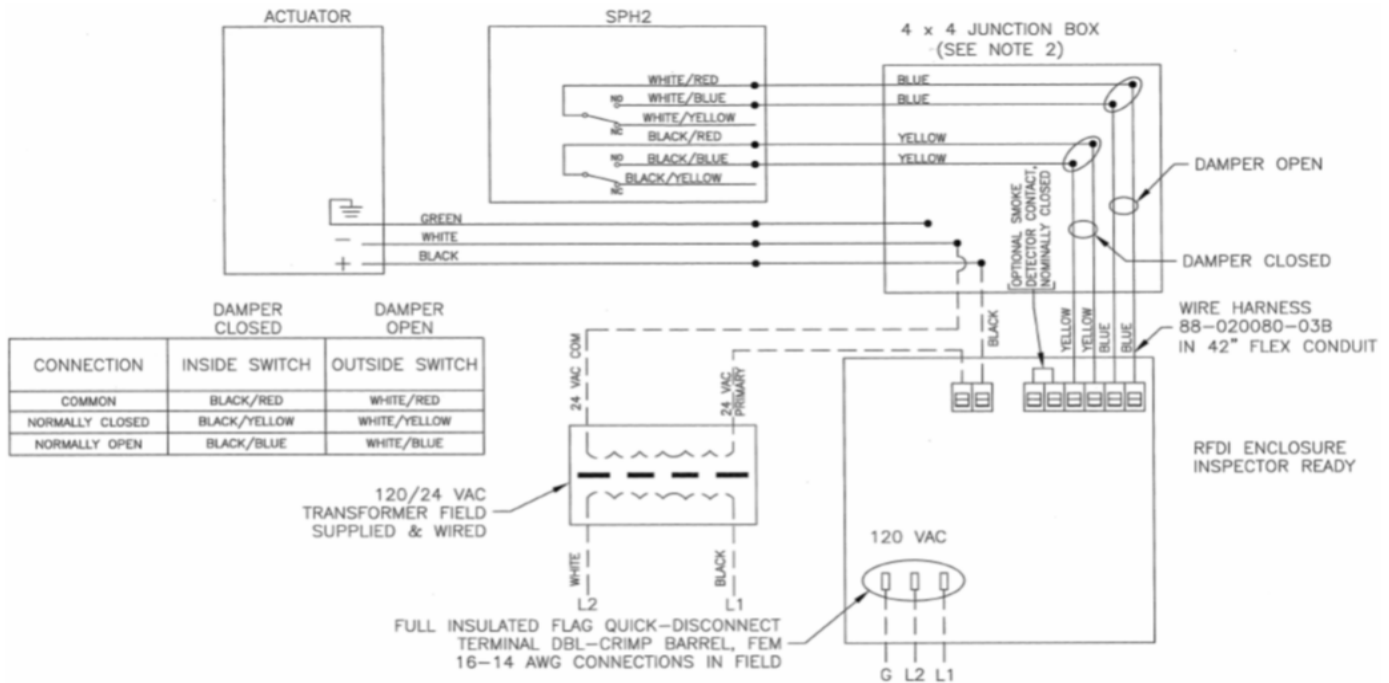 ACTUATOR
SPH2
4 x 4 JUNCTION BOX
(SEE NOTE 2)
WHITE/RED
NO
WHITE/BLUE
WHITE/YELLOW
NC
BLACK/RED
NO
BLACK/BLUE
BLACK/YELLOW
NC
BLUE
BLUE
YELLOW
YELLOW
DAMPER OPEN
DAMPER CLOSED
OPTIONAL SMOKE
DETECTOR CONTACT,
NOMINALLY CLOSED
GREEN
− WHITE
+ BLACK
WIRE HARNESS
88-020080-03B
IN 42" FLEX CONDUIT
YELLOW
YELLOW
BLUE
BLUE
BLACK
DAMPER CLOSED
DAMPER OPEN
CONNECTION INSIDE SWITCH OUTSIDE SWITCH
COMMON BLACK/RED WHITE/RED
NORMALLY CLOSED BLACK/YELLOW WHITE/YELLOW
NORMALLY OPEN BLACK/BLUE WHITE/BLUE
24 VAC COM
24 VAC
PRIMARY
120/24 VAC
TRANSFORMER FIELD
SUPPLIED & WIRED
WHITE
BLACK
L2
L1
RFDI ENCLOSURE
INSPECTOR READY
120 VAC
FULL INSULATED FLAG QUICK-DISCONNECT
TERMINAL DBL-CRIMP BARREL, FEM
16-14 AWG CONNECTIONS IN FIELD
G L2 L1